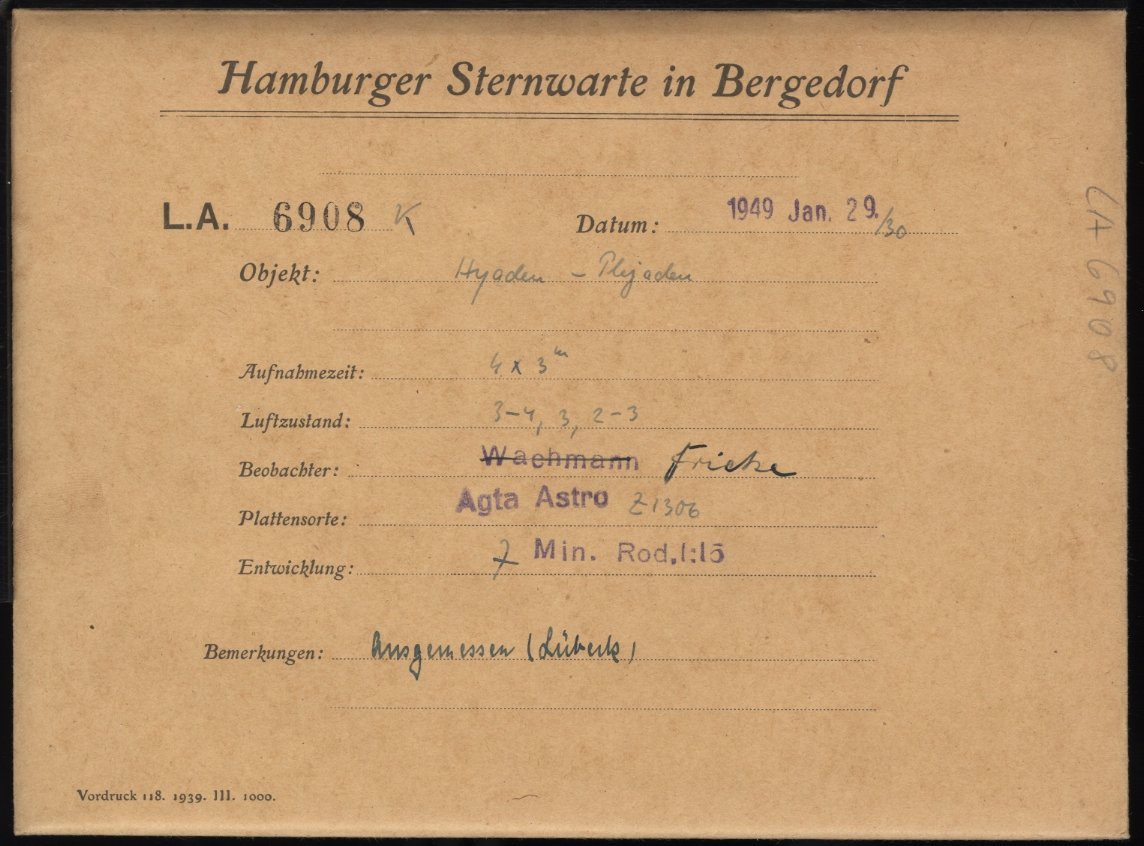 Hamburger Sternwarte in Bergedorf
L.A. 6908 K
Datum: 1949 Jan. 29./30
Objekt: Hyaden - Plejaden
Aufnahmezeit: 4 x 3m
Luftzustand: 3-4, 3, 2-3
Beobachter: Wachmann Fricke
Plattensorte: Agfa Astro Z1306
Entwicklung: 7 Min. Rod. 1:15
Bemerkungen: Ausgemessen (Lübeck)
Vordruck 118. 1939. III. 1000.
LA 6908